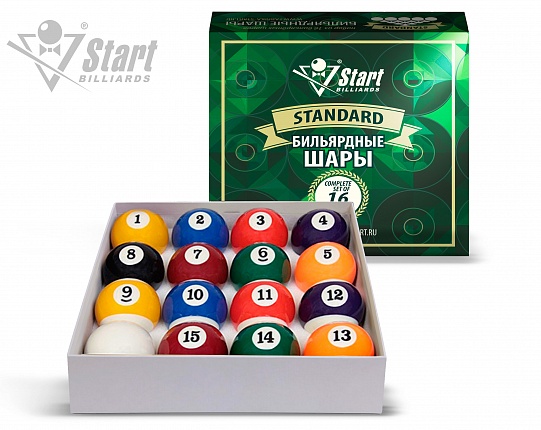 Start
BILLIARDS
STANDARD
Start
BILLIARDS
STANDARD
БИЛЬЯРДНЫЕ
ШАРЫ
COMPLETE
SET OF
16
1 2 3 4
8 7 6 5
9 10 11 12
15 14 13